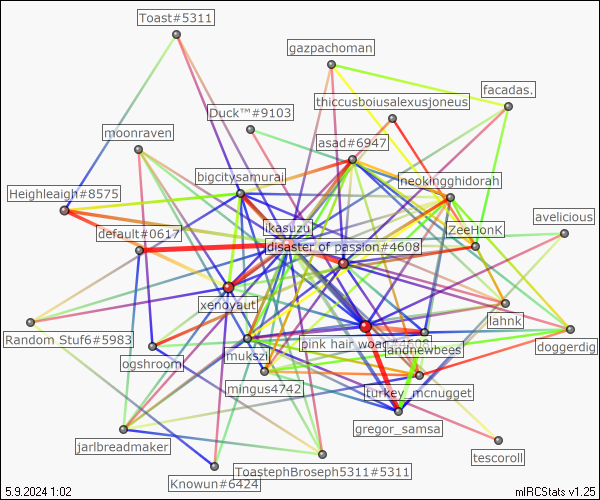 Toast#5311
gazpachoman
facadas.
thiccusboiusalexusjoneus
Duck™#9103
moonraven
asad#6947
bigcitysamurai
neokingghidorah
Heighleaigh#8575
avelicious
ikasuzu
ZeeHonK
default#0617
disaster of passion#4608
xenoyaut
lahnk
Random Stuf6#5983
pink hair woag#4608
doggerdig
andnewbees
mukszi
ogshroom
mingus4742
turkey_mcnugget
gregor_samsa
jarlbreadmaker
tescoroll
ToastephBroseph5311#5311
Knowun#6424
5.9.2024 1:02
mIRCStats v1.25